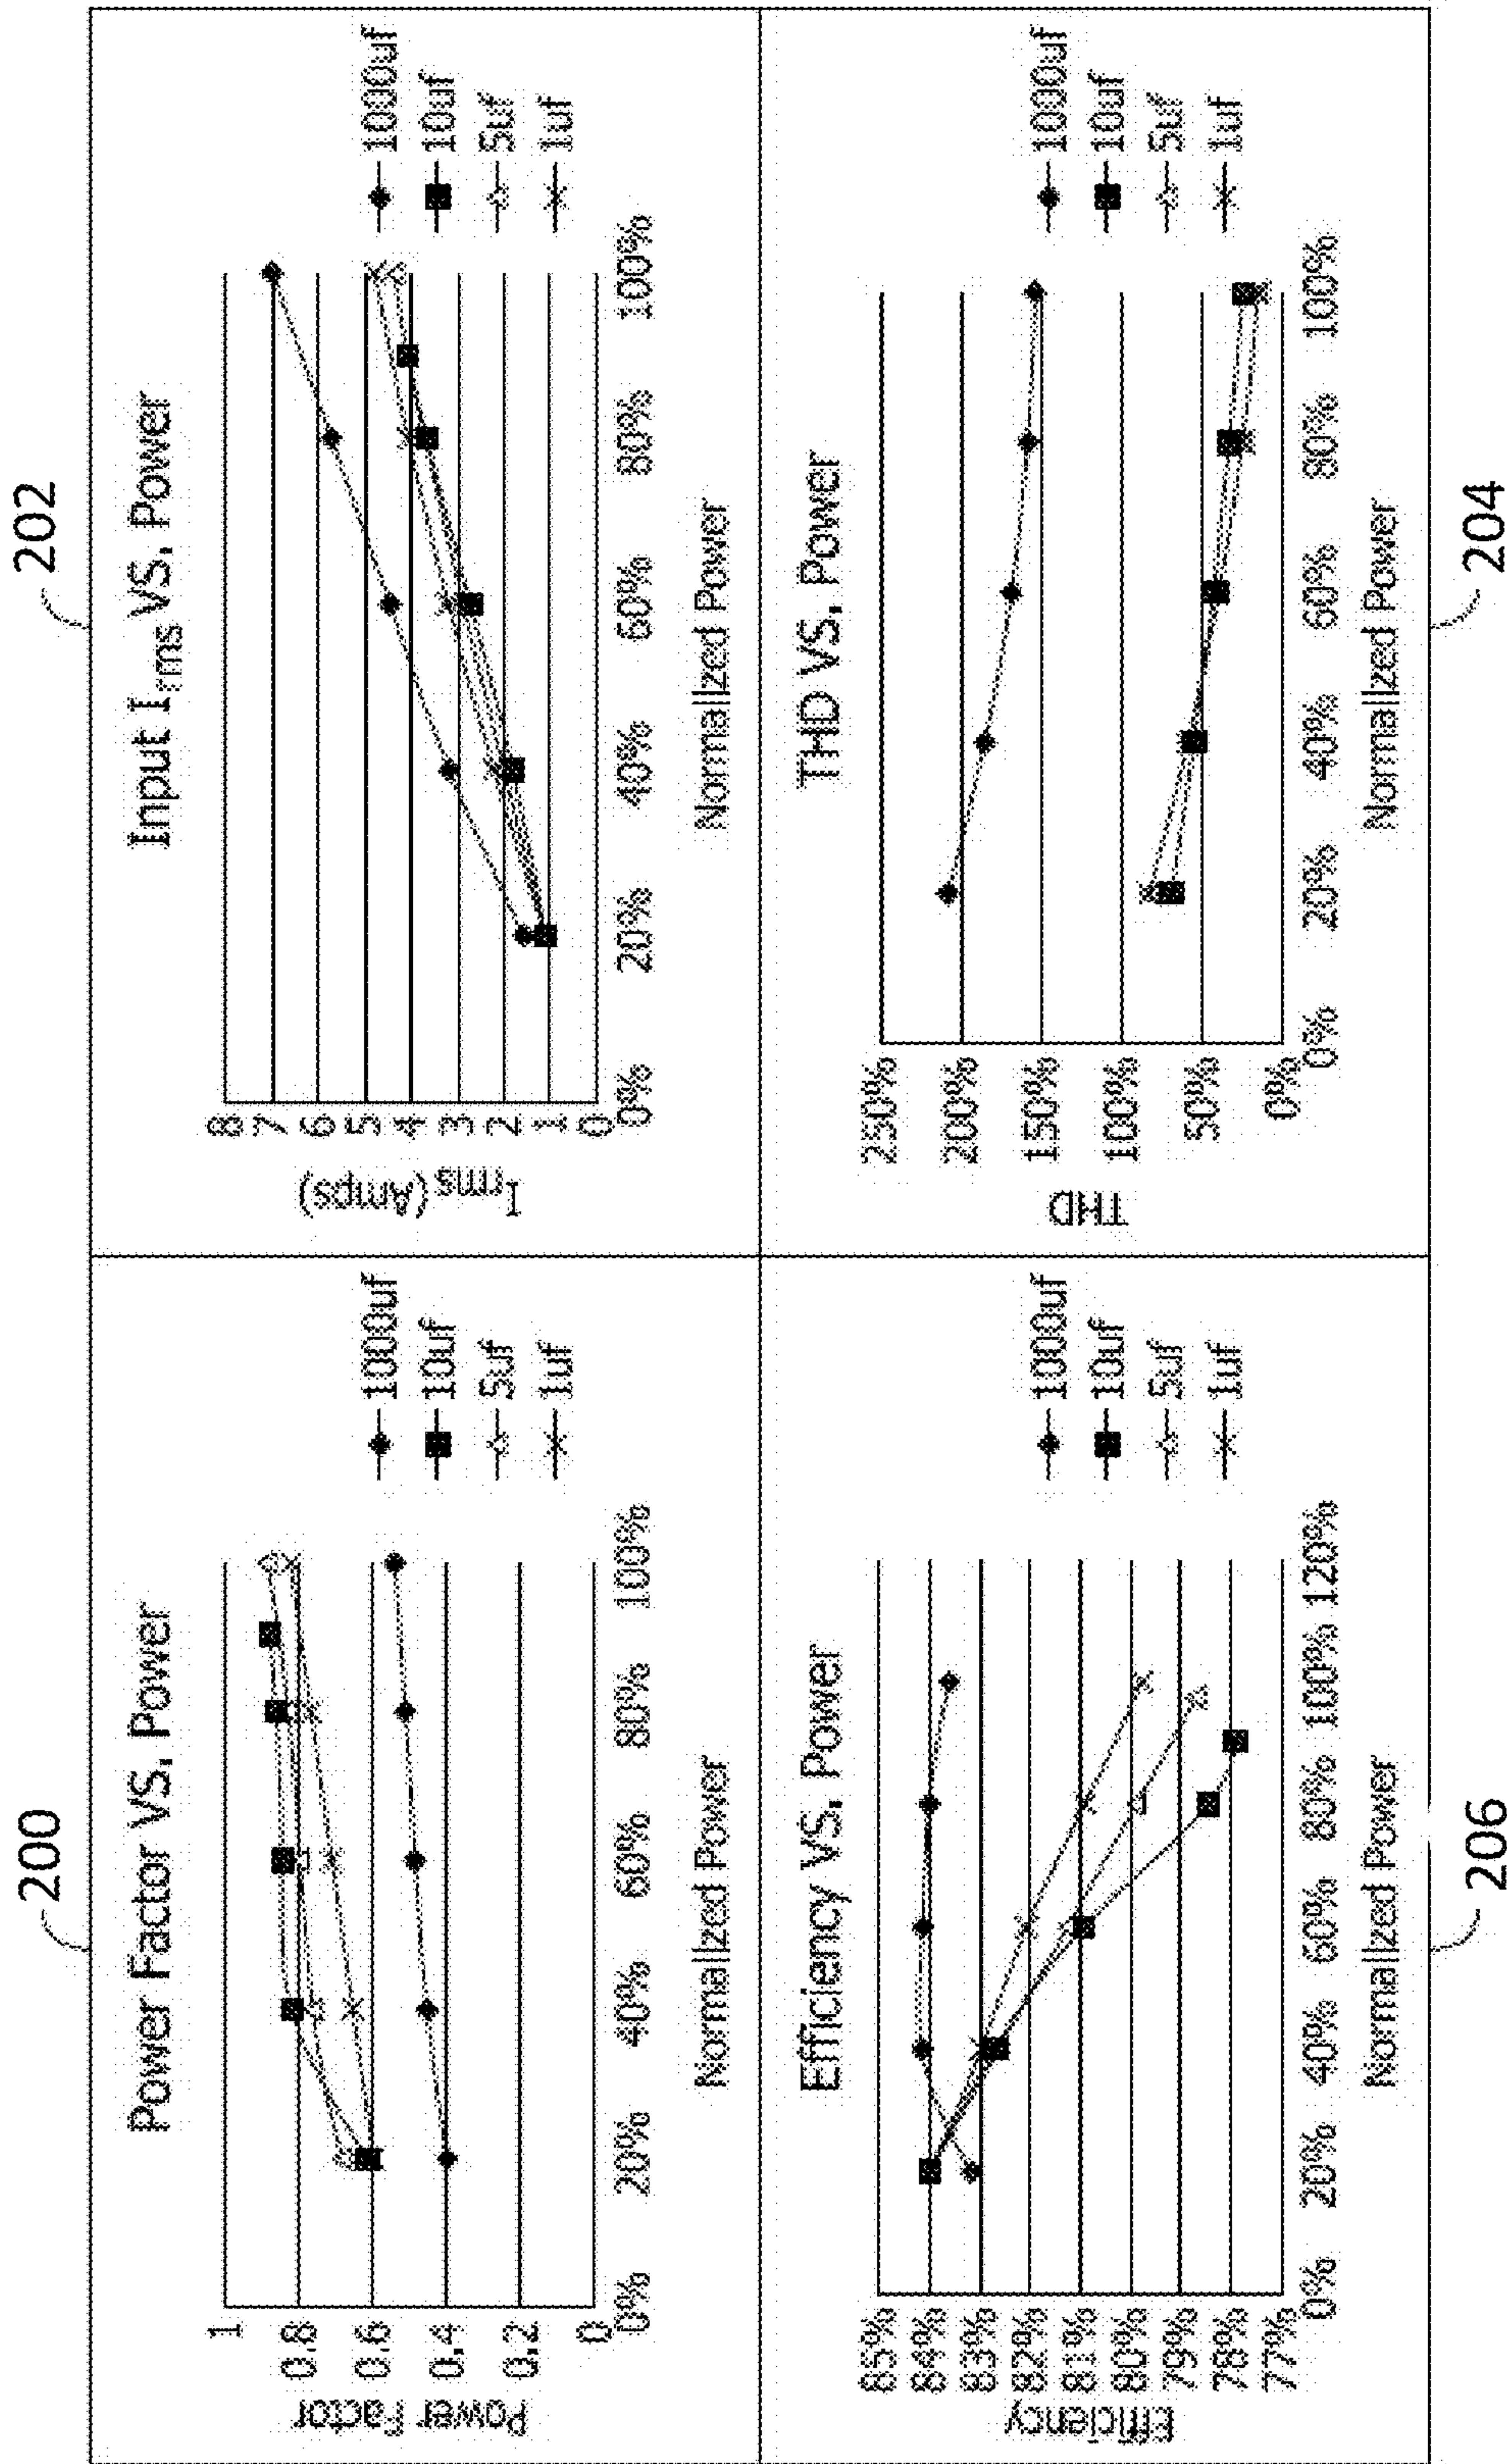 200
Power Factor VS. Power
Power Factor
1
0.8
0.6
0.4
0.2
0
0%
20%
40%
60%
80%
100%
Normalized Power
1000uf
10uf
5uf
1uf
202
Input Irms VS. Power
Irms (Amps)
8
7
6
5
4
3
2
1
0
0%
20%
40%
60%
80%
100%
Normalized Power
1000uf
10uf
5uf
1uf
Efficiency VS. Power
Efficiency
85%
84%
83%
82%
81%
80%
79%
78%
77%
0%
20%
40%
60%
80%
100%
120%
Normalized Power
1000uf
10uf
5uf
1uf
206
THD VS. Power
THD
250%
200%
150%
100%
50%
0%
0%
20%
40%
60%
80%
100%
Normalized Power
1000uf
10uf
5uf
1uf
204